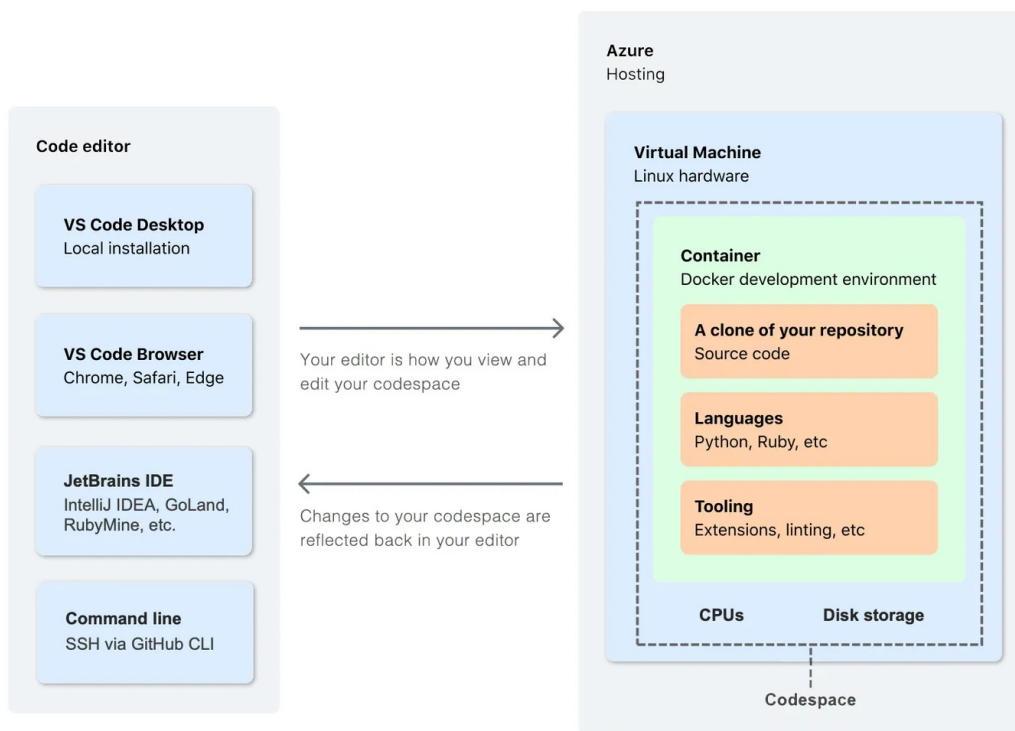 Code editor
VS Code Desktop
Local installation
VS Code Browser
Chrome, Safari, Edge
JetBrains IDE
IntelliJ IDEA, GoLand,
RubyMine, etc.
Command line
SSH via GitHub CLI
Your editor is how you view and
edit your codespace
Changes to your codespace are
reflected back in your editor
Azure
Hosting
Virtual Machine
Linux hardware
Container
Docker development environment
A clone of your repository
Source code
Languages
Python, Ruby, etc
Tooling
Extensions, linting, etc
CPUs
Disk storage
Codespace